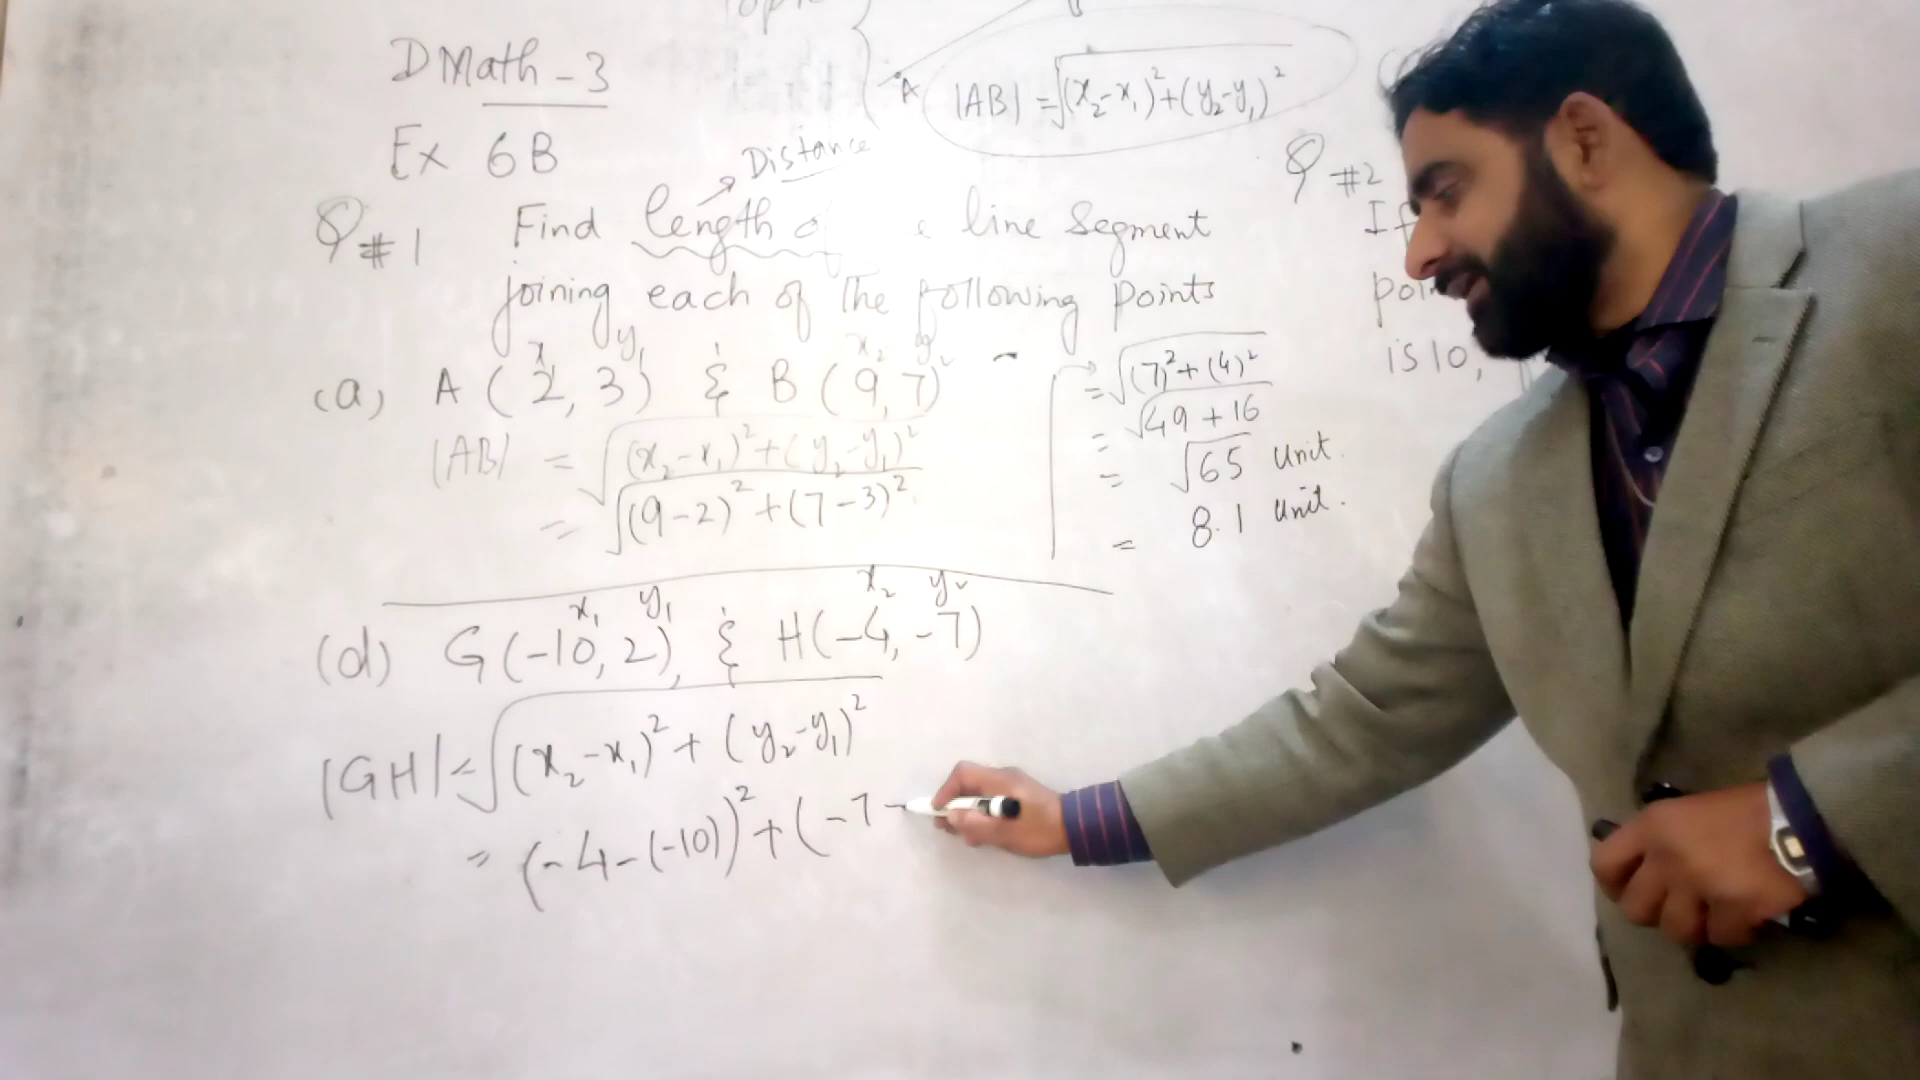 Topic
DMath - 3
A |AB| = √(x₂-x₁)²+(y₂-y₁)²
Ex 6B
Distance
Q #1 Find length o e line Segment
joining each of The following Points
x₁ y₁ x₂ y₂
(a) A (2, 3) & B (9, 7)
|AB| = √(x₂-x₁)²+(y₂-y₁)²
= √(9-2)²+(7-3)²
= √(7)²+(4)²
= √49 + 16
= √65 Unit.
= 8.1 Unit.
x₁ y₁ x₂ y₂
(d) G(-10, 2), & H(-4, -7)
|GH| = √(x₂-x₁)²+(y₂-y₁)²
= (-4-(-10))²+(-7-
Q #2
If
poin
is 10,